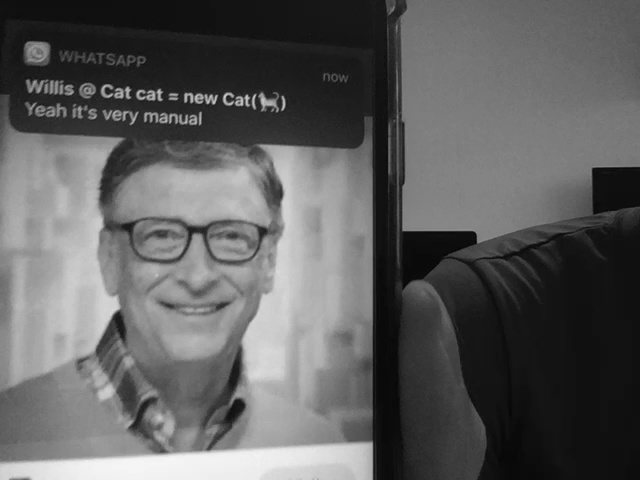 WHATSAPP
now
Willis @ Cat cat = new Cat(🐈)
Yeah it's very manual